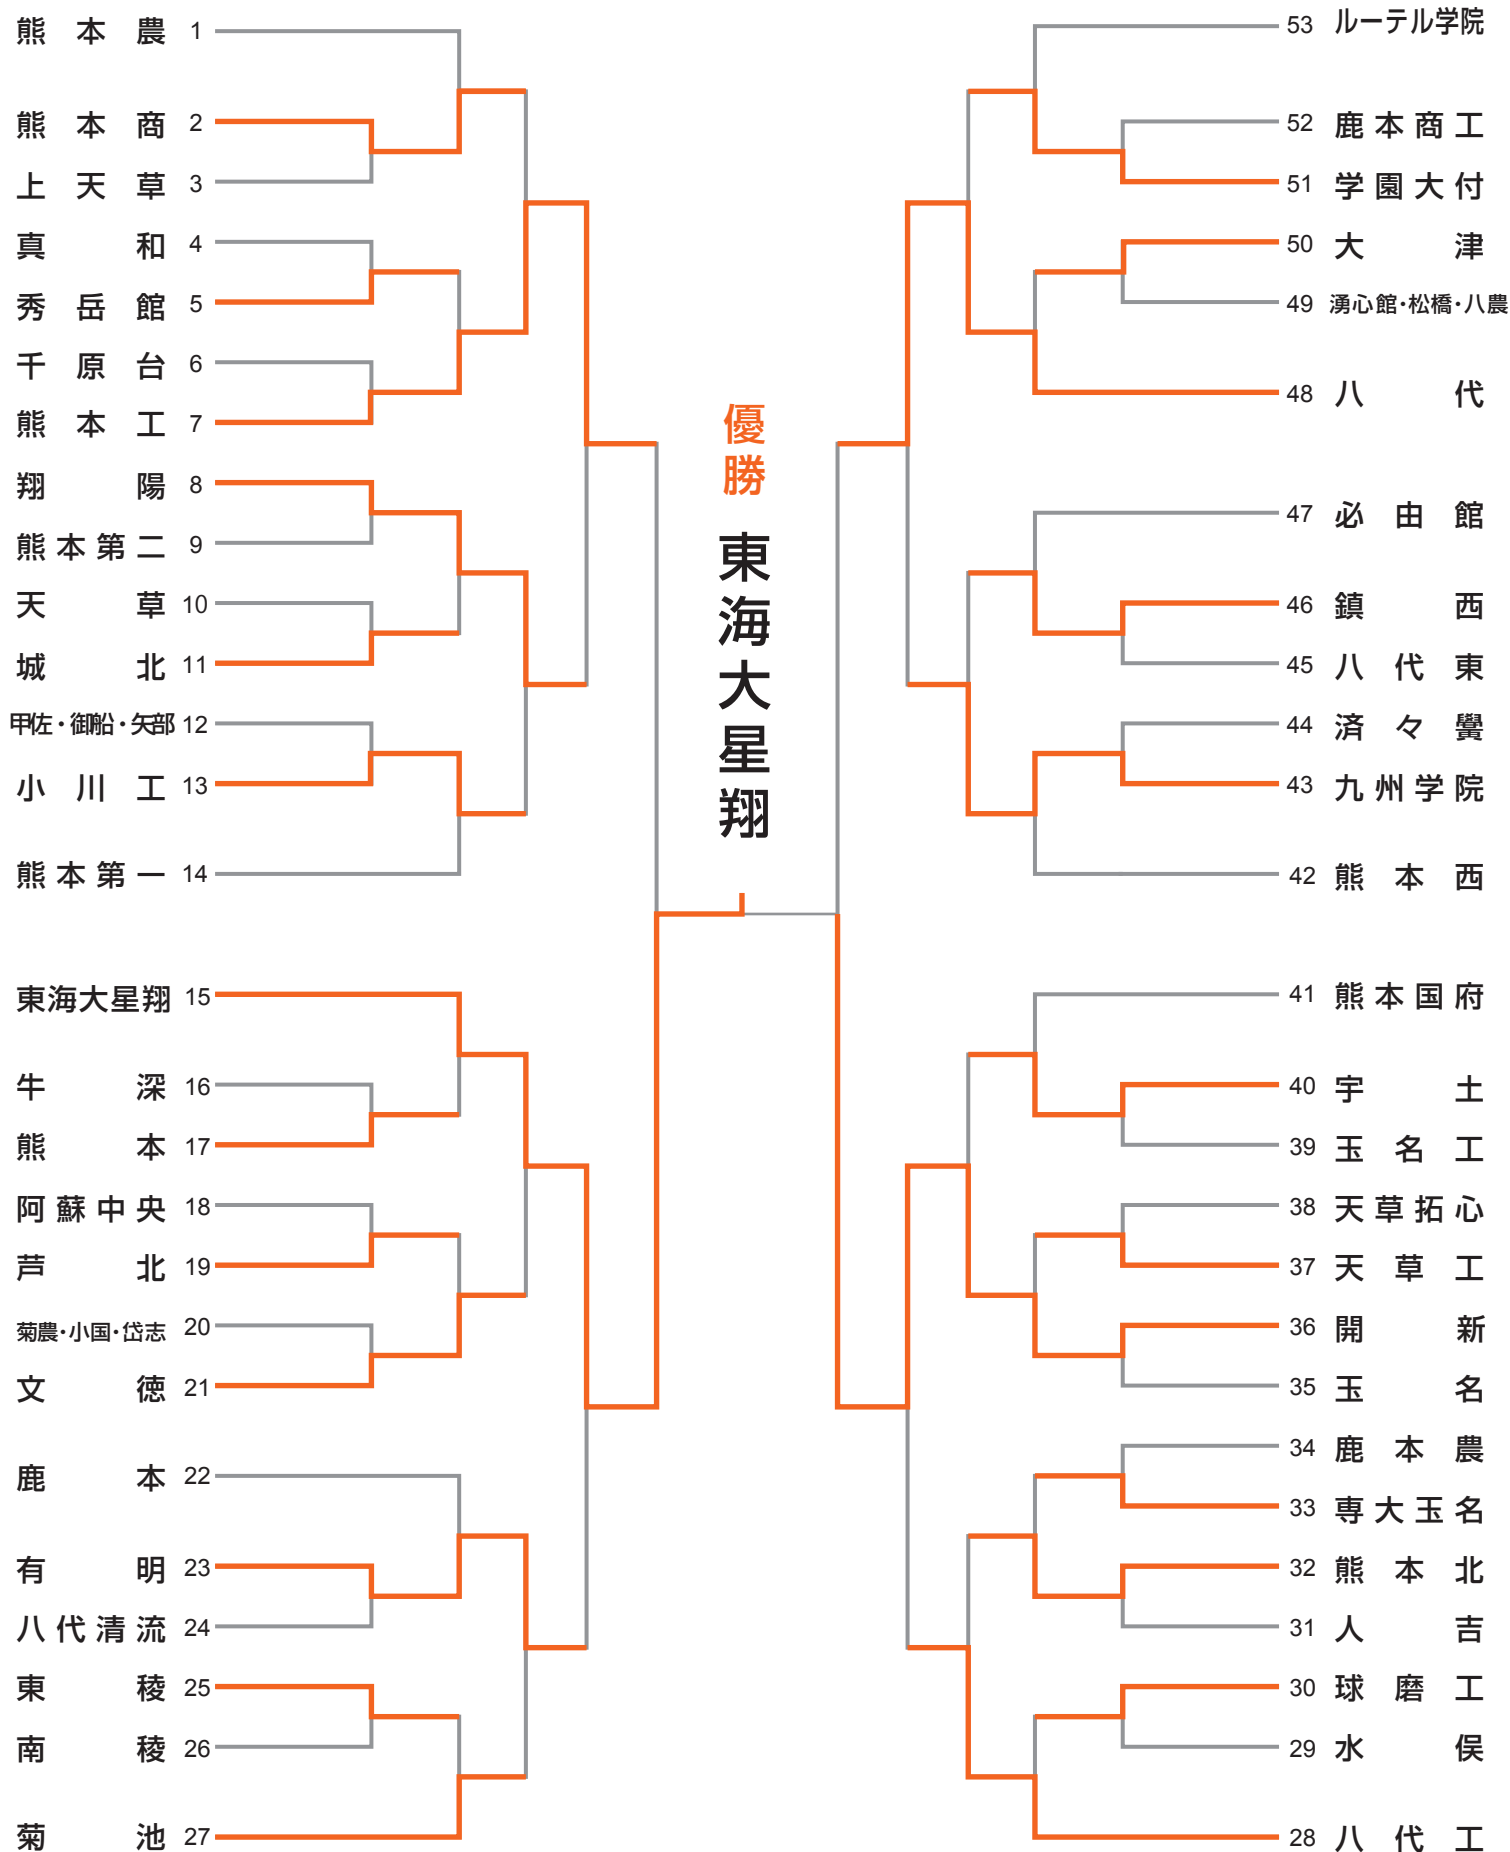 熊本農 1
熊本商 2
上天草 3
真和 4
秀岳館 5
千原台 6
熊本工 7
翔陽 8
熊本第二 9
天草 10
城北 11
甲佐・御船・矢部 12
小川工 13
熊本第一 14
東海大星翔 15
牛深 16
熊本 17
阿蘇中央 18
芦北 19
菊農・小国・岱志 20
文徳 21
鹿本 22
有明 23
八代清流 24
東稜 25
南稜 26
菊池 27
優勝
東海大星翔
53 ルーテル学院
52 鹿本商工
51 学園大付
50 大津
49 湧心館・松橋・八農
48 八代
47 必由館
46 鎮西
45 八代東
44 済々黌
43 九州学院
42 熊本西
41 熊本国府
40 宇土
39 玉名工
38 天草拓心
37 天草工
36 開新
35 玉名
34 鹿本農
33 専大玉名
32 熊本北
31 人吉
30 球磨工
29 水俣
28 八代工